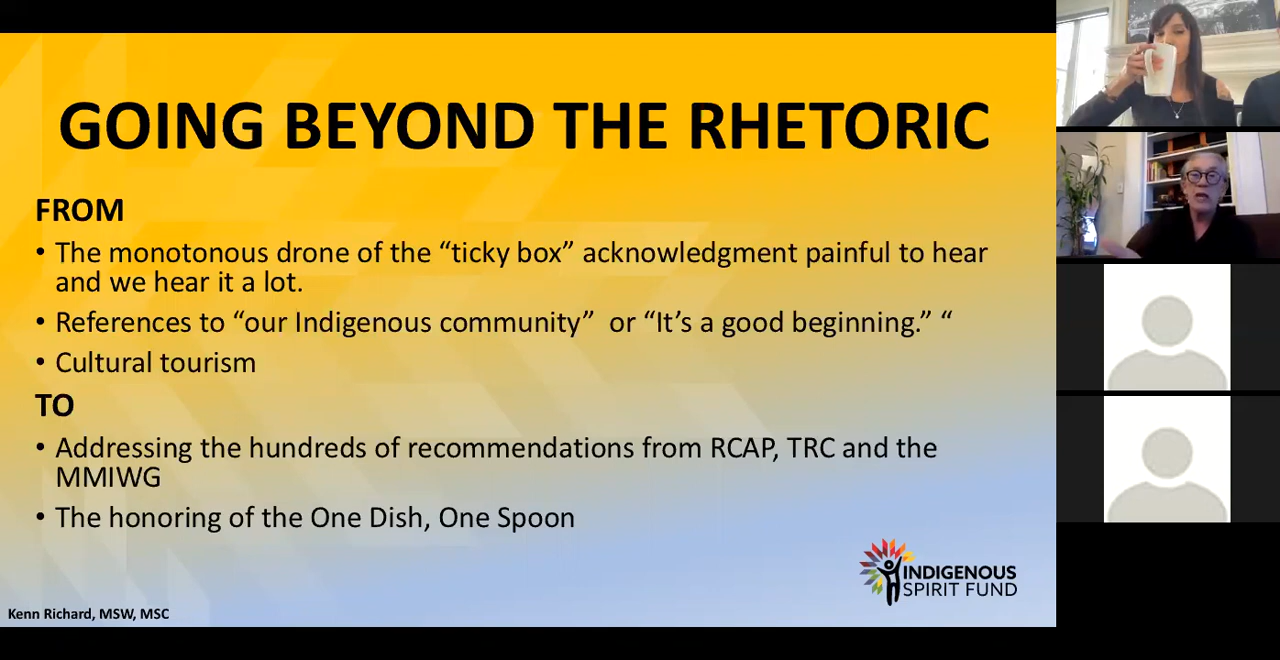 GOING BEYOND THE RHETORIC
FROM
• The monotonous drone of the “ticky box” acknowledgment painful to hear
and we hear it a lot.
• References to “our Indigenous community”  or “It’s a good beginning.” “
• Cultural tourism
TO
• Addressing the hundreds of recommendations from RCAP, TRC and the
MMIWG
• The honoring of the One Dish, One Spoon
INDIGENOUS
SPIRIT FUND
Kenn Richard, MSW, MSC